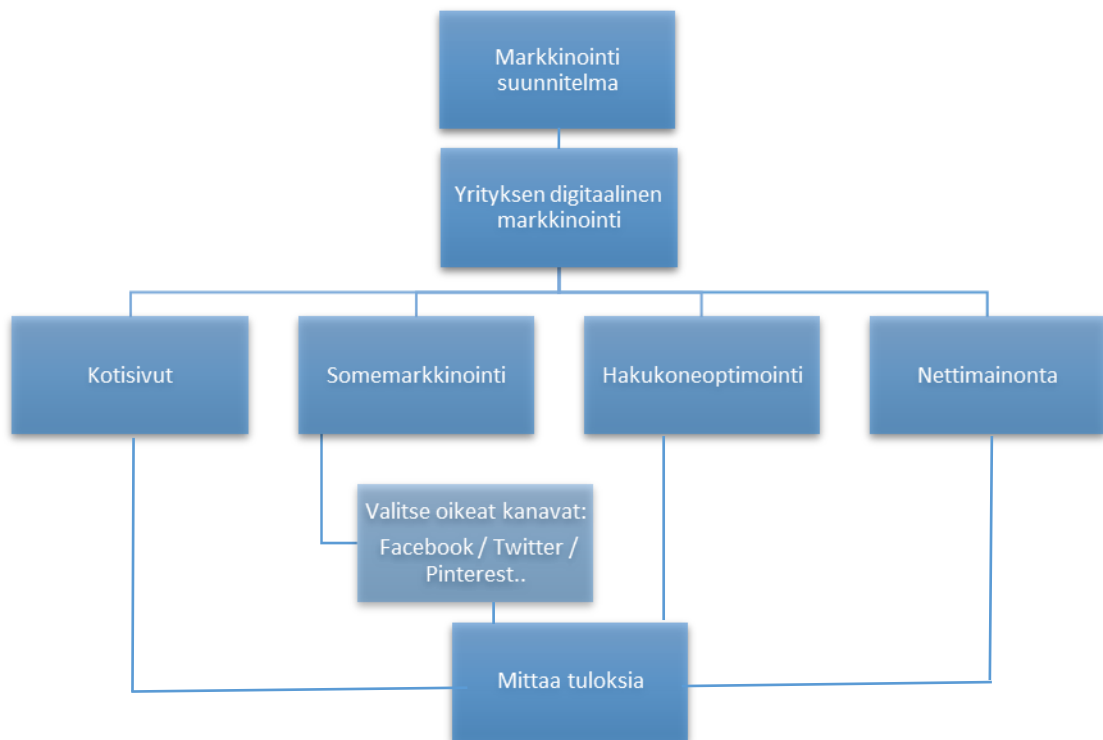 Markkinointi
suunnitelma
Yrityksen digitaalinen
markkinointi
Kotisivut
Somemarkkinointi
Hakukoneoptimointi
Nettimainonta
Valitse oikeat kanavat:
Facebook / Twitter /
Pinterest..
Mittaa tuloksia